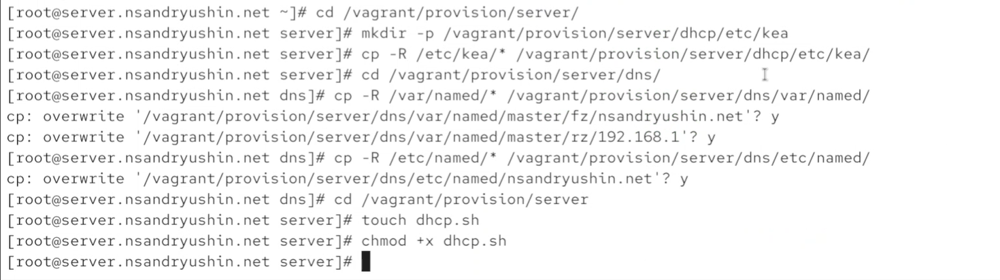 [root@server.nsandryushin.net ~]# cd /vagrant/provision/server/
[root@server.nsandryushin.net server]# mkdir -p /vagrant/provision/server/dhcp/etc/kea
[root@server.nsandryushin.net server]# cp -R /etc/kea/* /vagrant/provision/server/dhcp/etc/kea/
[root@server.nsandryushin.net server]# cd /vagrant/provision/server/dns/
[root@server.nsandryushin.net dns]# cp -R /var/named/* /vagrant/provision/server/dns/var/named/
cp: overwrite '/vagrant/provision/server/dns/var/named/master/fz/nsandryushin.net'? y
cp: overwrite '/vagrant/provision/server/dns/var/named/master/rz/192.168.1'? y
[root@server.nsandryushin.net dns]# cp -R /etc/named/* /vagrant/provision/server/dns/etc/named/
cp: overwrite '/vagrant/provision/server/dns/etc/named/nsandryushin.net'? y
[root@server.nsandryushin.net dns]# cd /vagrant/provision/server
[root@server.nsandryushin.net server]# touch dhcp.sh
[root@server.nsandryushin.net server]# chmod +x dhcp.sh
[root@server.nsandryushin.net server]#